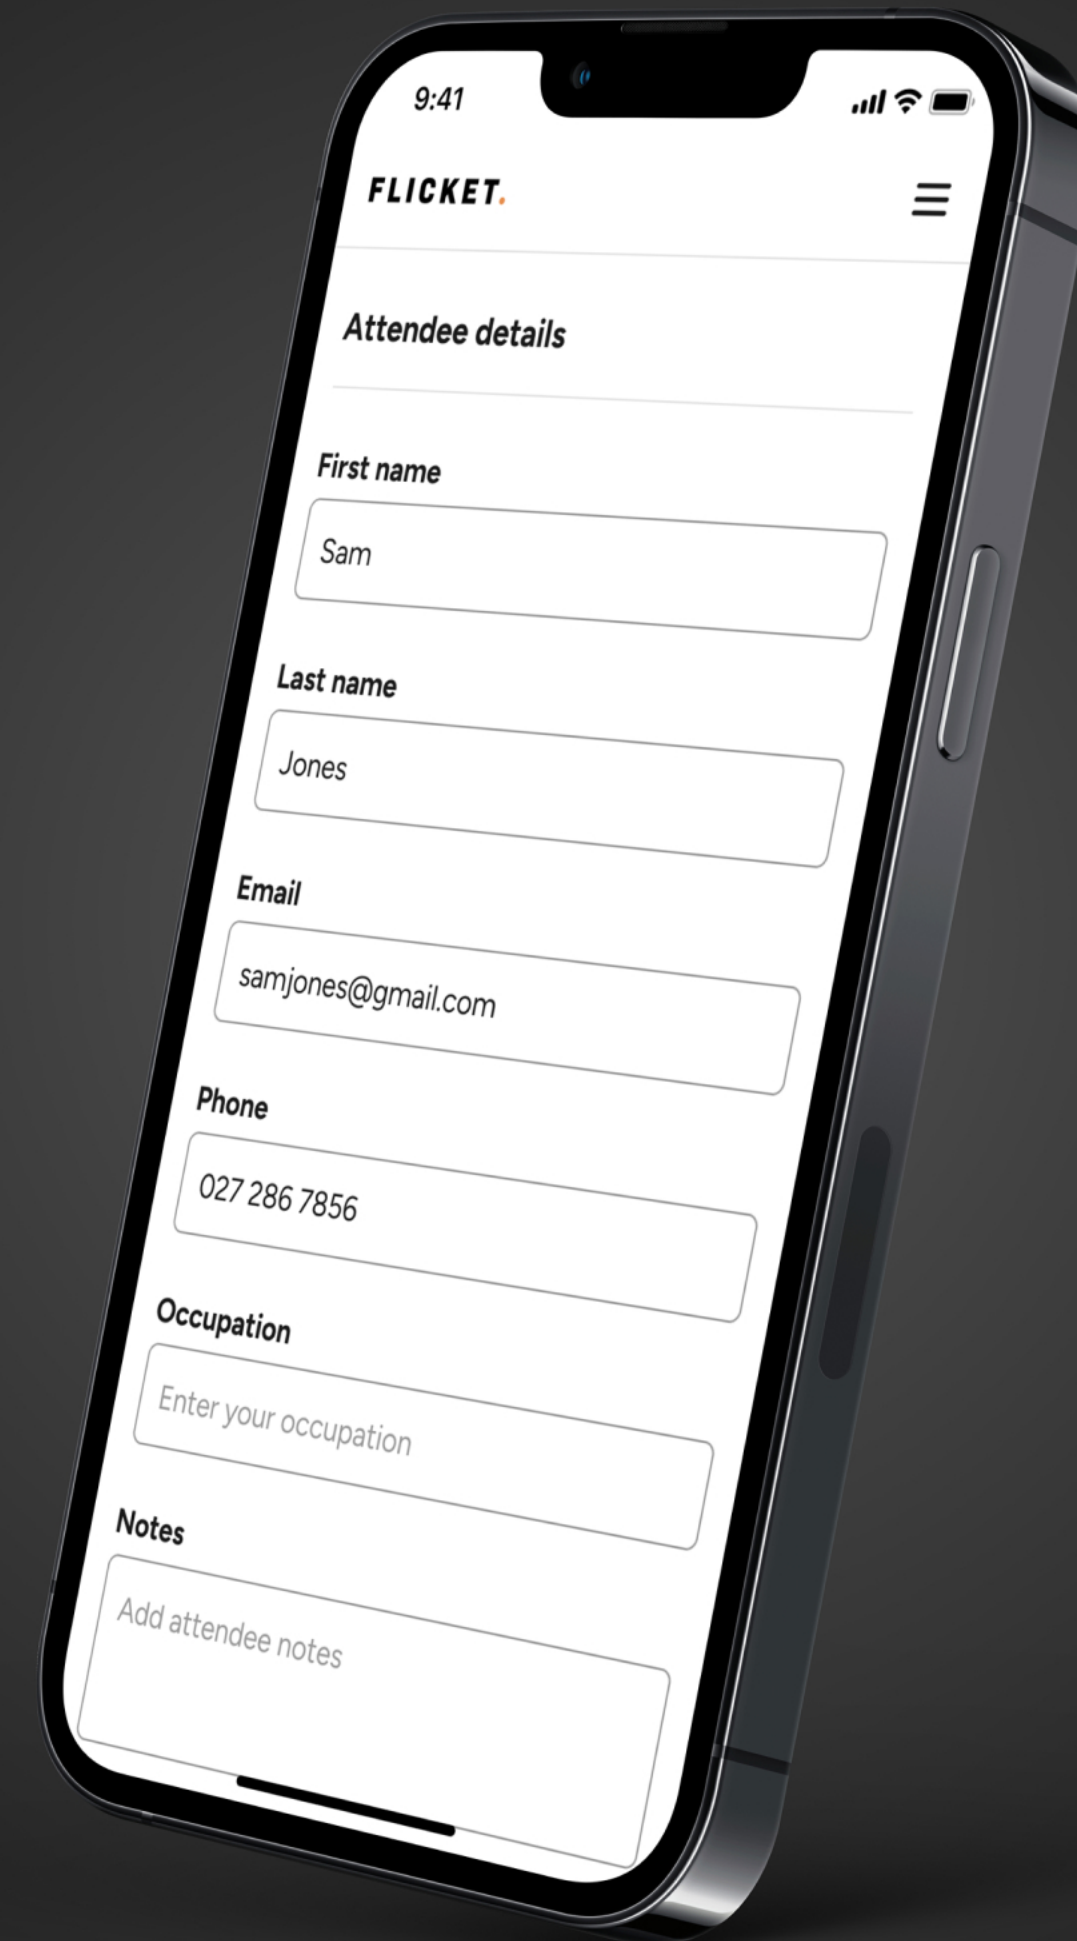 9:41
FLICKET.
Attendee details
First name
Sam
Last name
Jones
Email
samjones@gmail.com
Phone
027 286 7856
Occupation
Enter your occupation
Notes
Add attendee notes